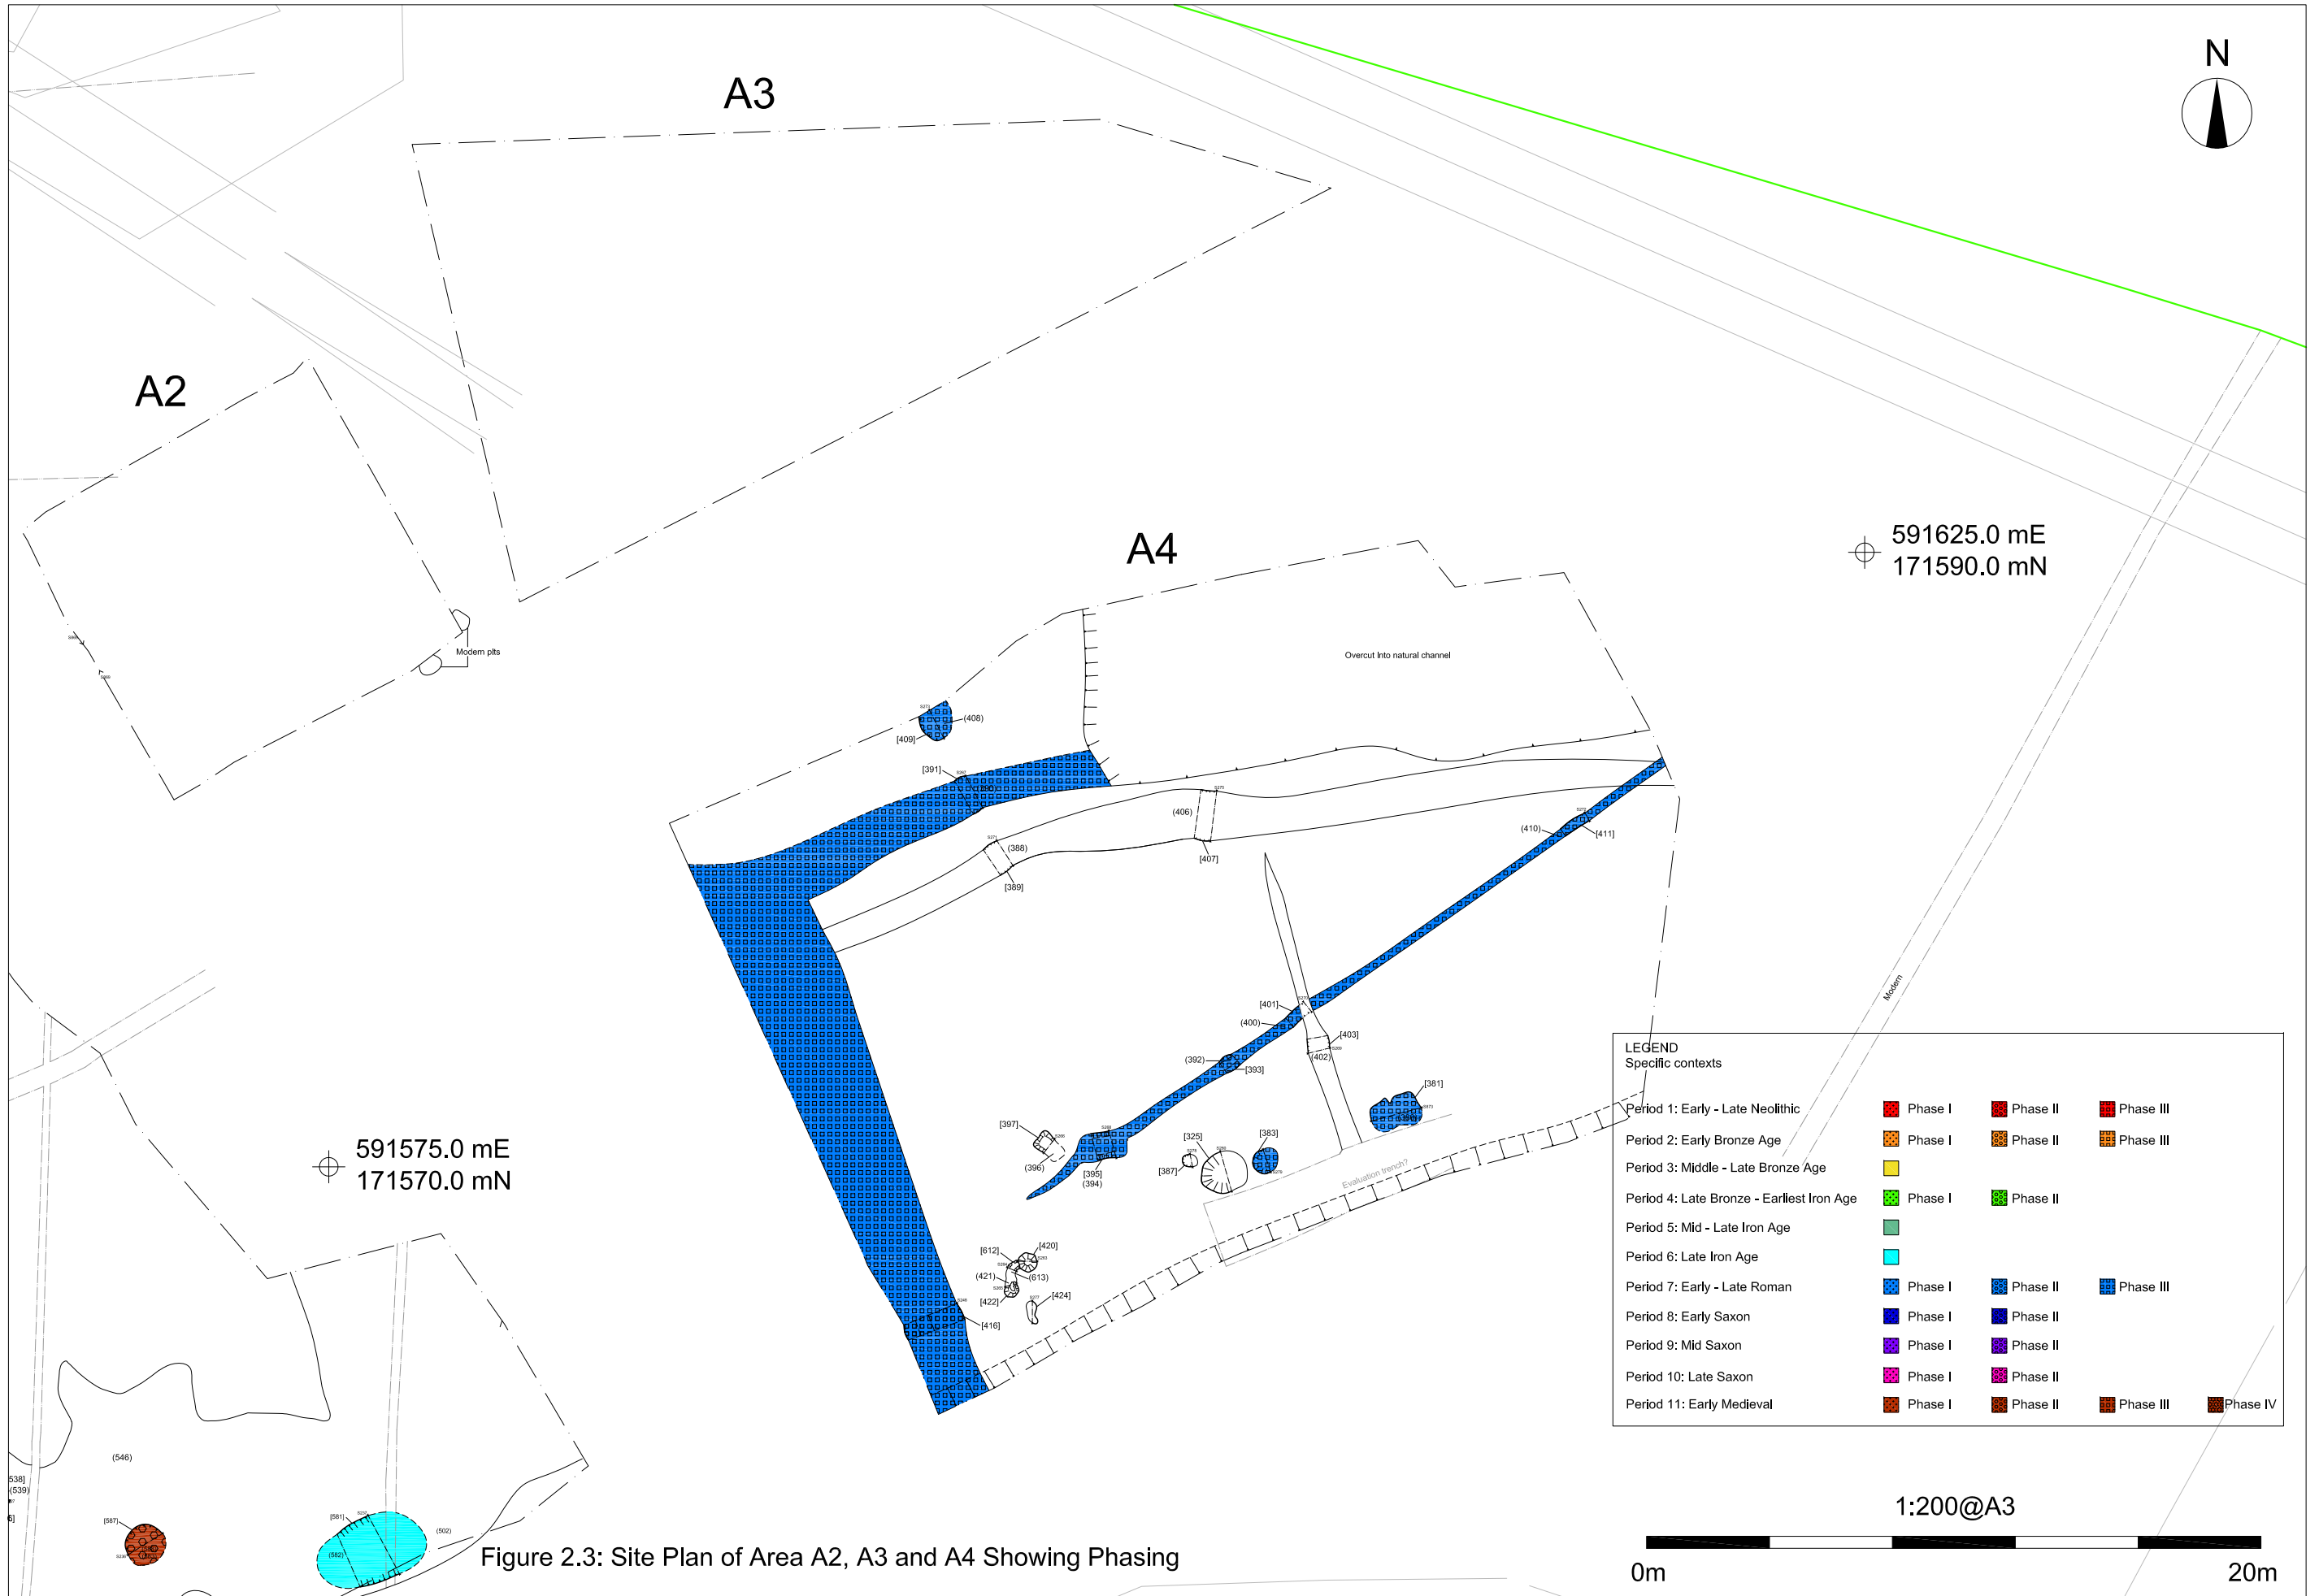 A3
N
A2
591625.0 mE
171590.0 mN
A4
Modern pits
Overcut Into natural channel
(408)
[409]
[391]
(406)
(388)
[407]
[389]
(410)
[411]
Modern
[401]
(400)
[403]
(402)
(392)
[393]
[381]
[397]
(396)
[395]
(394)
[325]
[383]
[387]
Evaluation trench?
591575.0 mE
171570.0 mN
[612]
[420]
(421)
(613)
[422]
[424]
[416]
LEGEND
Specific contexts
Period 1: Early - Late Neolithic Phase I Phase II Phase III
Period 2: Early Bronze Age Phase I Phase II Phase III
Period 3: Middle - Late Bronze Age
Period 4: Late Bronze - Earliest Iron Age Phase I Phase II
Period 5: Mid - Late Iron Age
Period 6: Late Iron Age
Period 7: Early - Late Roman Phase I Phase II Phase III
Period 8: Early Saxon Phase I Phase II
Period 9: Mid Saxon Phase I Phase II
Period 10: Late Saxon Phase I Phase II
Period 11: Early Medieval Phase I Phase II Phase III Phase IV
(546)
538]
(539)
[587]
[581]
(582)
(502)
1:200@A3
0m 20m
Figure 2.3: Site Plan of Area A2, A3 and A4 Showing Phasing